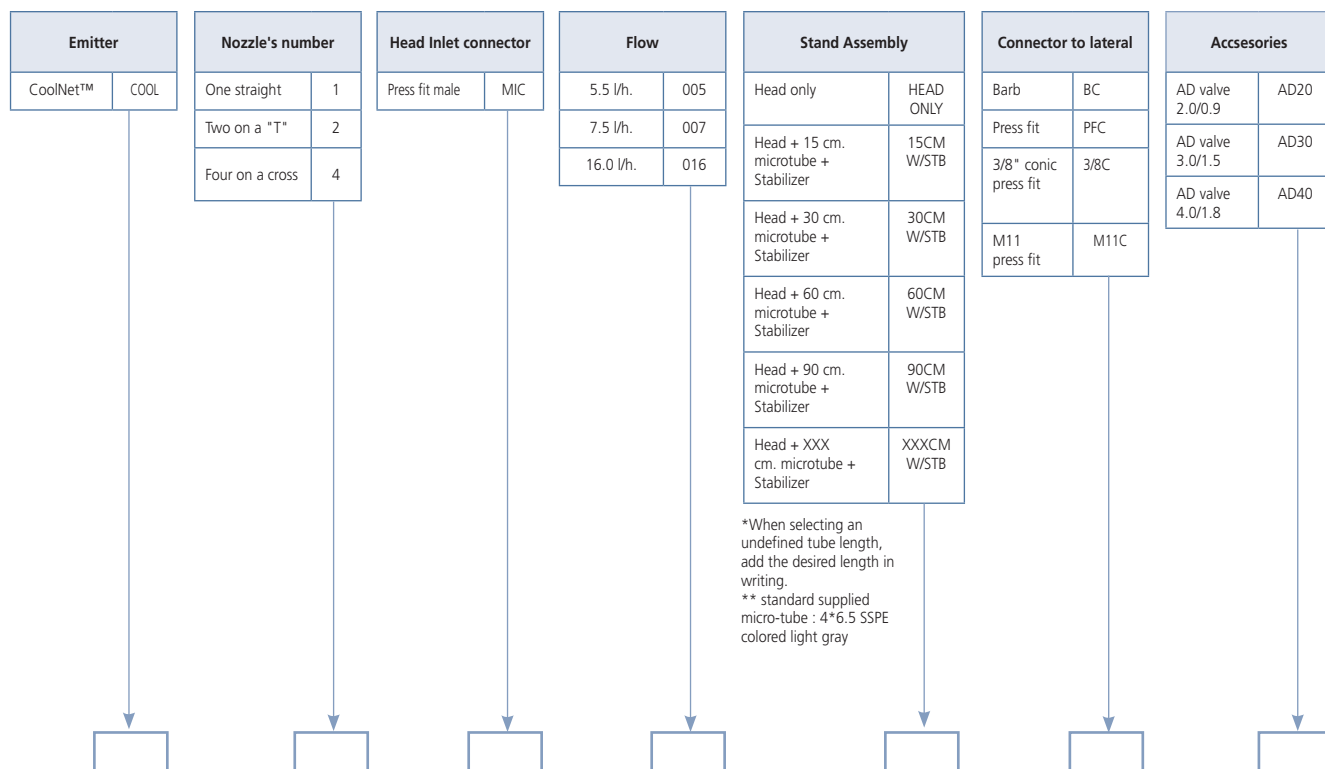 Emitter
CoolNet™ COOL
Nozzle's number
One straight 1
Two on a "T" 2
Four on a cross 4
Head Inlet connector
Press fit male MIC
Flow
5.5 l/h. 005
7.5 l/h. 007
16.0 l/h. 016
Stand Assembly
Head only HEAD
ONLY
Head + 15 cm. 15CM
microtube + W/STB
Stabilizer
Head + 30 cm. 30CM
microtube + W/STB
Stabilizer
Head + 60 cm. 60CM
microtube + W/STB
Stabilizer
Head + 90 cm. 90CM
microtube + W/STB
Stabilizer
Head + XXX XXXCM
cm. microtube + W/STB
Stabilizer
*When selecting an
undefined tube length,
add the desired length in
writing.
** standard supplied
micro-tube : 4*6.5 SSPE
colored light gray
Connector to lateral
Barb BC
Press fit PFC
3/8" conic 3/8C
press fit
M11 M11C
press fit
Accsesories
AD valve AD20
2.0/0.9
AD valve AD30
3.0/1.5
AD valve AD40
4.0/1.8